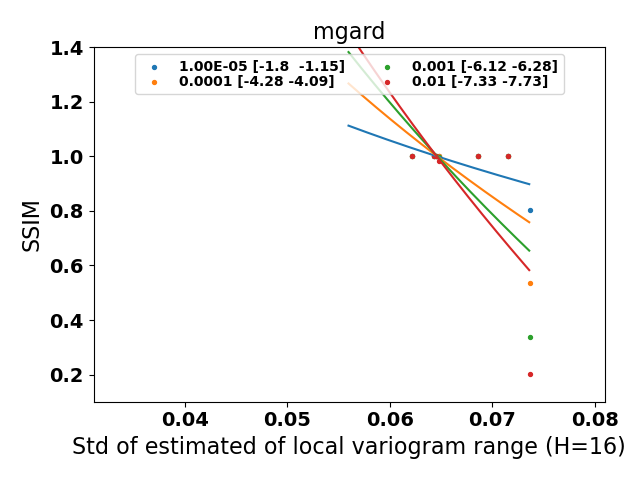 mgard
1.00E-05 [-1.8  -1.15]
0.0001 [-4.28 -4.09]
0.001 [-6.12 -6.28]
0.01 [-7.33 -7.73]
1.4
1.2
1.0
0.8
0.6
0.4
0.2
SSIM
0.04 0.05 0.06 0.07 0.08
Std of estimated of local variogram range (H=16)